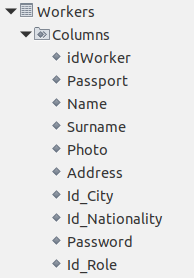 Workers
Columns
idWorker
Passport
Name
Surname
Photo
Address
Id_City
Id_Nationality
Password
Id_Role